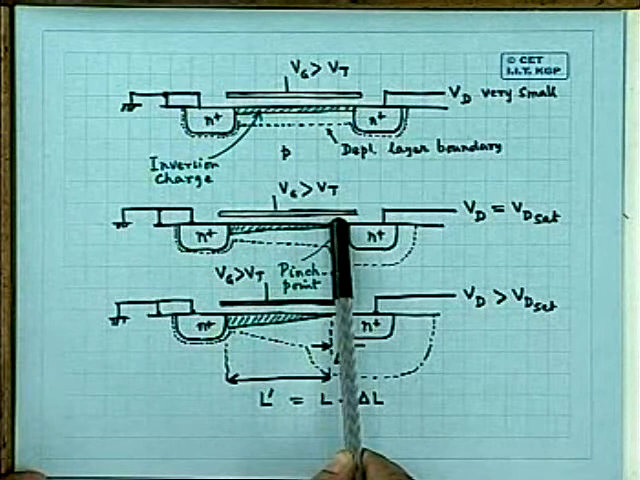 © CET
I.I.T. KGP
V_G > V_T
V_D very small
n+ n+
Inversion Charge
p
Depl. layer boundary
V_G > V_T
V_D = V_Dsat
n+ n+
V_G > V_T
Pinch-
point
V_D > V_Dsat
n+ n+
L' = L ΔL